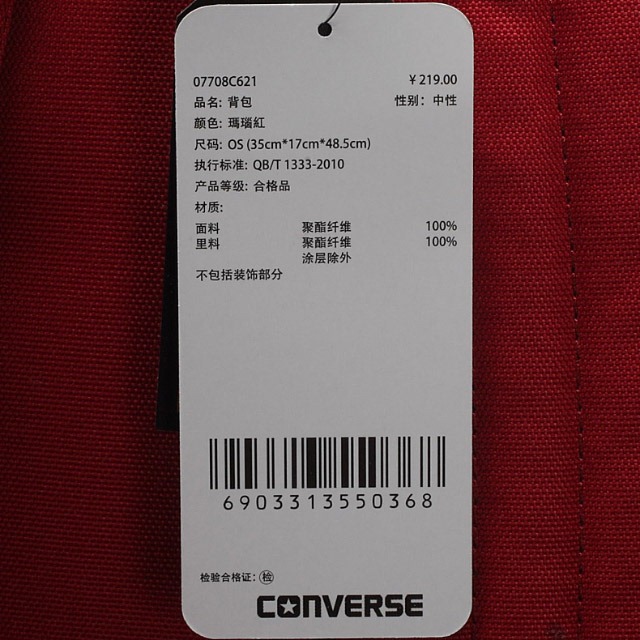 07708C621 ￥219.00
品名: 背包 性别: 中性
颜色: 瑪瑙紅
尺码: OS (35cm*17cm*48.5cm)
执行标准: QB/T 1333-2010
产品等级: 合格品
材质:
面料 聚酯纤维 100%
里料 聚酯纤维 100%
涂层除外
不包括装饰部分
6903313550368
检验合格证: 检
CONVERSE